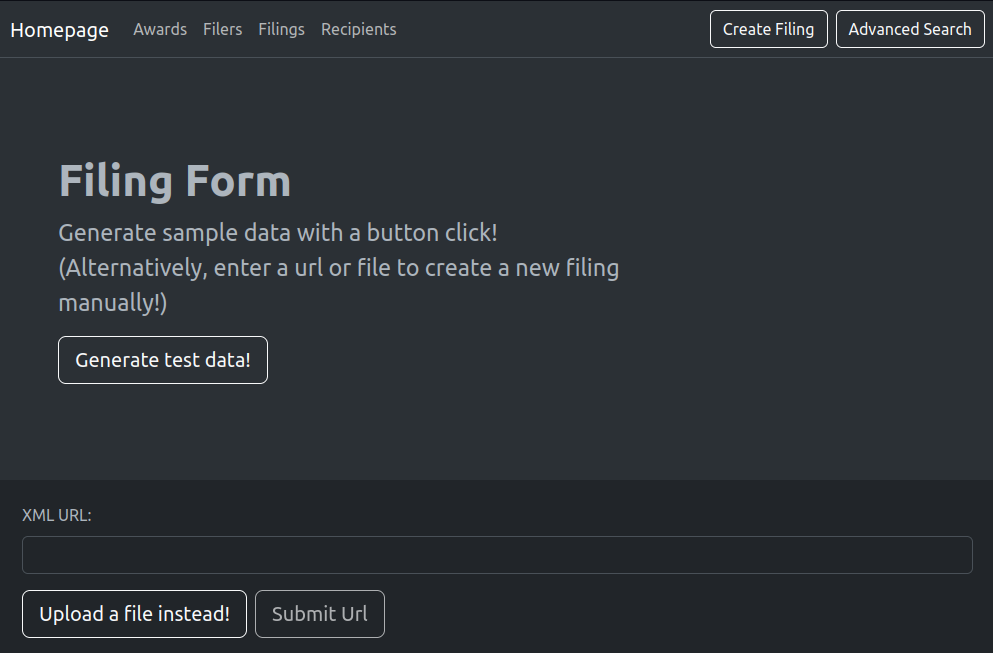 Homepage Awards Filers Filings Recipients Create Filing Advanced Search
Filing Form
Generate sample data with a button click!
(Alternatively, enter a url or file to create a new filing
manually!)
Generate test data!
XML URL:
Upload a file instead! Submit Url